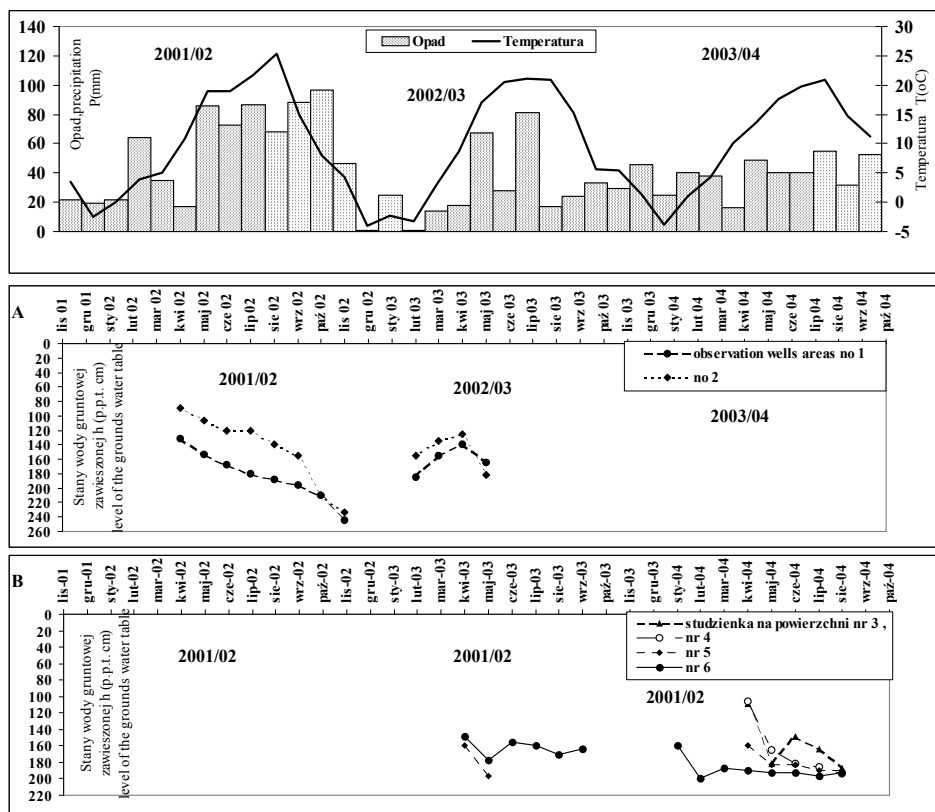 140
120
100
80
60
40
20
0
Opad,precipitation
P(mm)
2001/02
Opad
Temperatura
2002/03
2003/04
30
25
20
15
10
5
0
-5
Temperatura T(oC)
A
lis 01
gru 01
sty 02
lut 02
mar 02
kwi 02
maj 02
cze 02
lip 02
sie 02
wrz 02
paź 02
lis 02
gru 02
sty 03
lut 03
mar 03
kwi 03
maj 03
cze 03
lip 03
sie 03
wrz 03
paź 03
lis 03
gru 03
sty 04
lut 04
mar 04
kwi 04
maj 04
cze 04
lip 04
sie 04
wrz 04
paź 04
0
20
40
60
80
100
120
140
160
180
200
220
240
260
Stany wody gruntowej
zawieszonej h (p.p.t. cm)
level of the grounds water table
2001/02
2002/03
2003/04
observation wells areas no 1
no 2
B
lis-01
gru-01
sty-02
lut-02
mar-02
kwi-02
maj-02
cze-02
lip-02
sie-02
wrz-02
paź-02
lis-02
gru-02
sty-03
lut-03
mar-03
kwi-03
maj-03
cze-03
lip-03
sie-03
wrz-03
paź-03
lis-03
gru-03
sty-04
lut-04
mar-04
kwi-04
maj-04
cze-04
lip-04
sie-04
wrz-04
paź-04
0
20
40
60
80
100
120
140
160
180
200
220
Stany wody gruntowej
zawieszonej h (p.p.t. cm)
level of the grounds water table
2001/02
2001/02
2001/02
studzienka na powierzchni nr 3 ,
nr 4
nr 5
nr 6